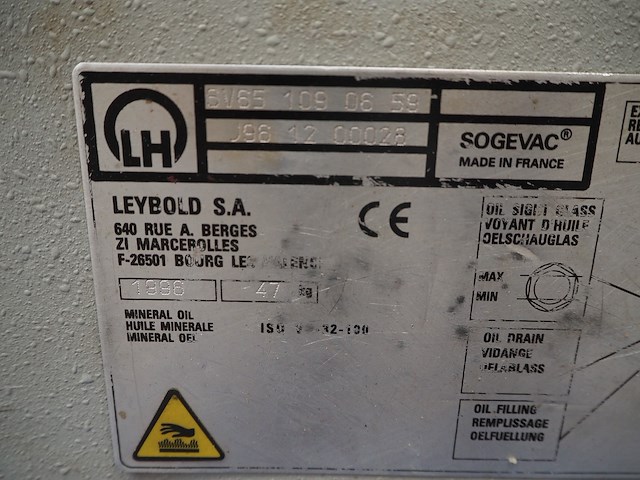 LH
SV65 109 06 59
J96 12 00026
SOGEVAC®
MADE IN FRANCE
LEYBOLD S.A.
640 RUE A. BERGES
ZI MARCEROLLES
F-26501 BOURG
CE
1996
47 kg
MINERAL OIL
HUILE MINERALE
MINERAL OEL
ISO
OIL SIGHT GLASS
VOYANT D'HUILE
OELSCHAUGLAS
MAX
MIN
OIL DRAIN
VIDANGE
OELABLASS
OIL FILLING
REMPLISSAGE
OELFUELLUNG